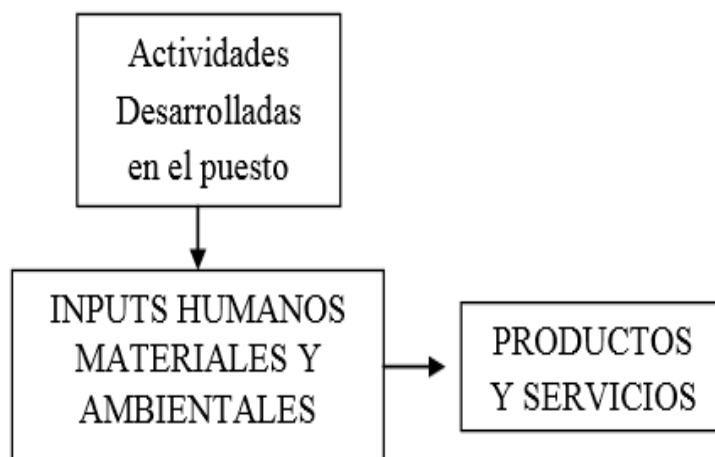 Actividades
Desarrolladas
en el puesto
INPUTS HUMANOS
MATERIALES Y
AMBIENTALES
PRODUCTOS
Y SERVICIOS